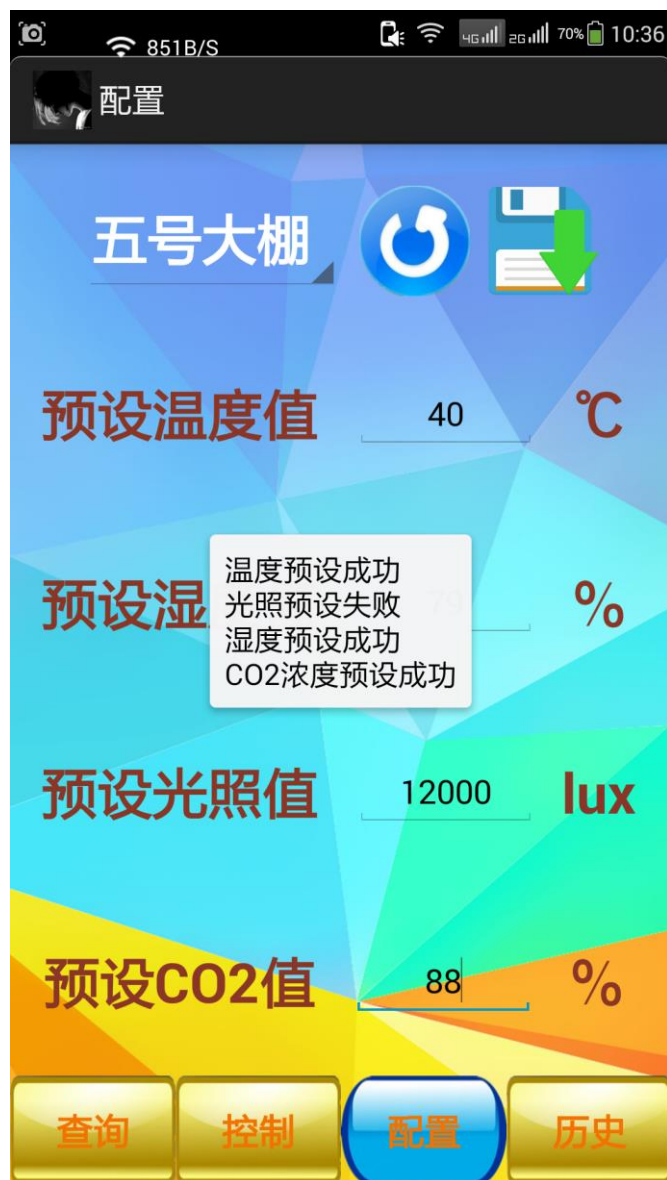 851B/S 4G 2G 70% 10:36
配置
五号大棚
预设温度值 40 ℃
温度预设成功
光照预设失败
预设湿 79 %
湿度预设成功
CO2浓度预设成功
预设光照值 12000 lux
预设CO2值 88 %
查询 控制 配置 历史